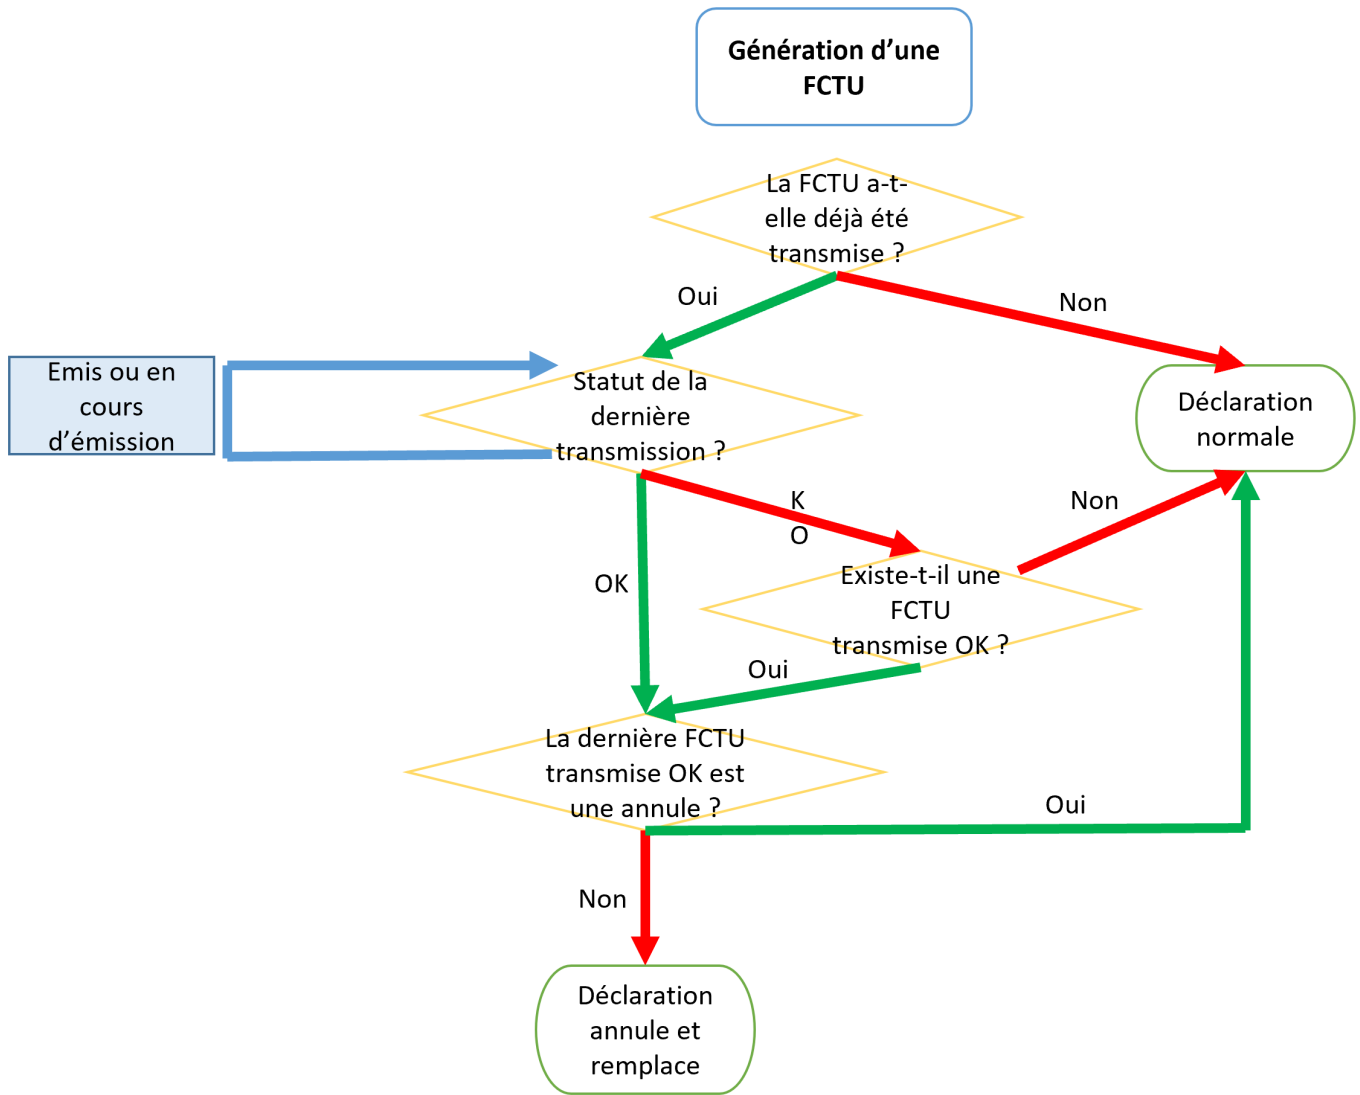 Génération d’une
FCTU
La FCTU a-t-
elle déjà été
transmise ?
Oui
Non
Emis ou en
cours
d’émission
Statut de la
dernière
transmission ?
Déclaration
normale
K
O
Non
OK
Existe-t-il une
FCTU
transmise OK ?
Oui
La dernière FCTU
transmise OK est
une annule ?
Oui
Non
Déclaration
annule et
remplace